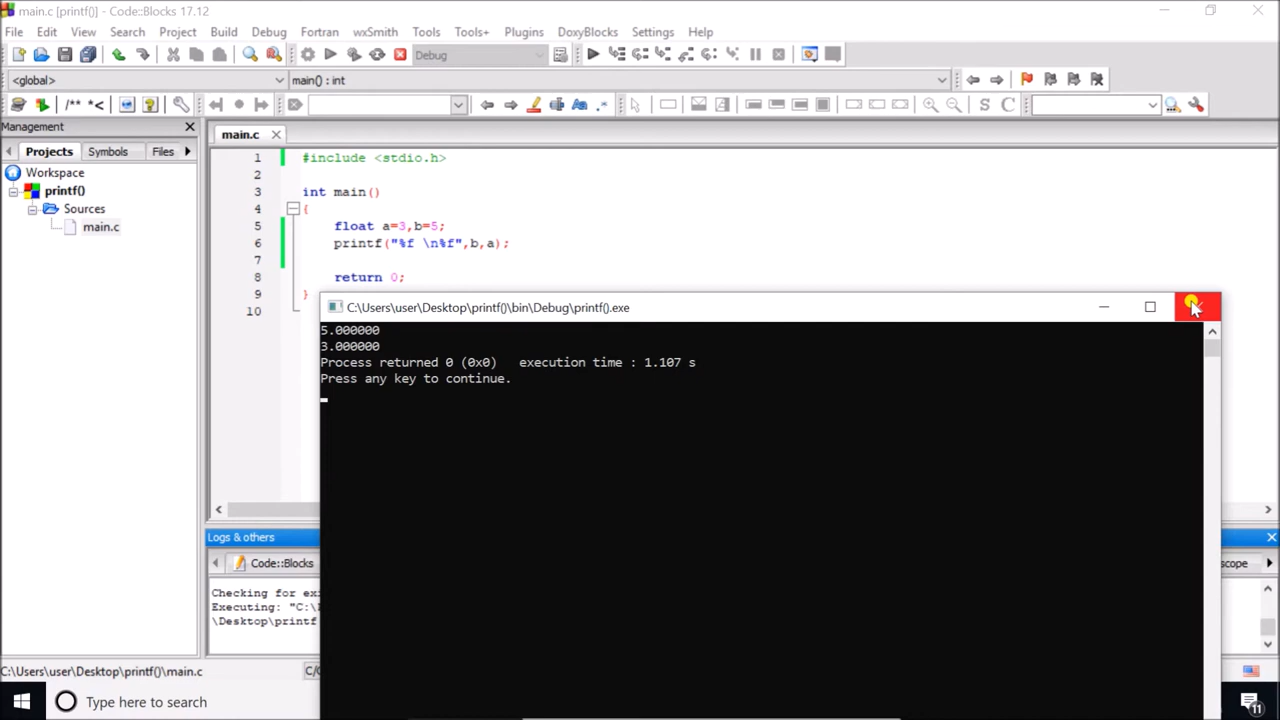 main.c [printf()] - Code::Blocks 17.12
File Edit View Search Project Build Debug Fortran wxSmith Tools Tools+ Plugins DoxyBlocks Settings Help
Debug
<global> main() : int
/** *<
S C
Management
main.c
Projects Symbols Files
Workspace
printf()
Sources
main.c
1 #include <stdio.h>
2
3 int main()
4 {
5 float a=3,b=5;
6 printf("%f \n%f",b,a);
7
8 return 0;
9 }
10
C:\Users\user\Desktop\printf()\bin\Debug\printf().exe
5.000000
3.000000
Process returned 0 (0x0) execution time : 1.107 s
Press any key to continue.
Logs & others
Code::Blocks scope
Checking for exi
Executing: "C:\
\Desktop\printf
C:\Users\user\Desktop\printf()\main.c C/C
Type here to search
11